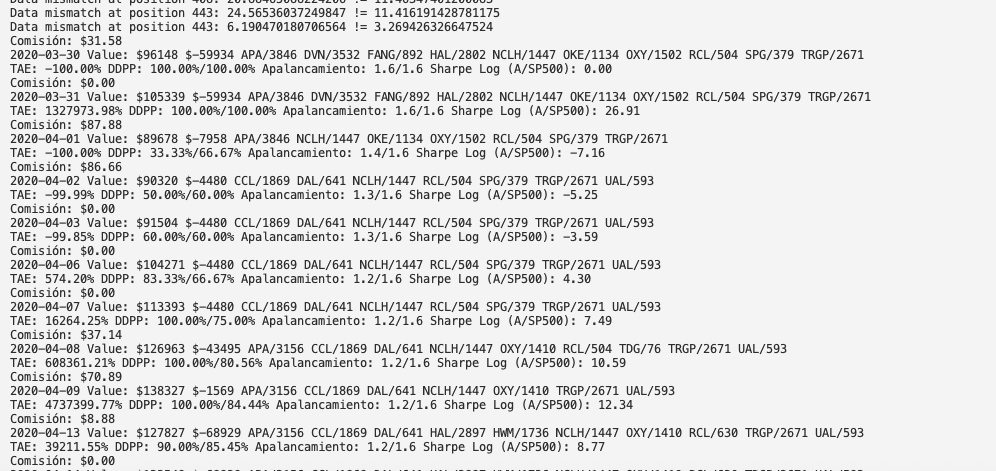 Data mismatch at position 443: 24.56536037249847 != 11.416191428781175
Data mismatch at position 443: 6.190470180706564 != 3.269426326647524
Comisión: $31.58
2020-03-30 Value: $96148 $-59934 APA/3846 DVN/3532 FANG/892 HAL/2802 NCLH/1447 OKE/1134 OXY/1502 RCL/504 SPG/379 TRGP/2671
TAE: -100.00% DDPP: 100.00%/100.00% Apalancamiento: 1.6/1.6 Sharpe Log (A/SP500): 0.00
Comisión: $0.00
2020-03-31 Value: $105339 $-59934 APA/3846 DVN/3532 FANG/892 HAL/2802 NCLH/1447 OKE/1134 OXY/1502 RCL/504 SPG/379 TRGP/2671
TAE: 1327973.98% DDPP: 100.00%/100.00% Apalancamiento: 1.6/1.6 Sharpe Log (A/SP500): 26.91
Comisión: $87.88
2020-04-01 Value: $89678 $-7958 APA/3846 NCLH/1447 OKE/1134 OXY/1502 RCL/504 SPG/379 TRGP/2671
TAE: -100.00% DDPP: 33.33%/66.67% Apalancamiento: 1.4/1.6 Sharpe Log (A/SP500): -7.16
Comisión: $86.66
2020-04-02 Value: $90320 $-4480 CCL/1869 DAL/641 NCLH/1447 RCL/504 SPG/379 TRGP/2671 UAL/593
TAE: -99.99% DDPP: 50.00%/60.00% Apalancamiento: 1.3/1.6 Sharpe Log (A/SP500): -5.25
Comisión: $0.00
2020-04-03 Value: $91504 $-4480 CCL/1869 DAL/641 NCLH/1447 RCL/504 SPG/379 TRGP/2671 UAL/593
TAE: -99.85% DDPP: 60.00%/60.00% Apalancamiento: 1.3/1.6 Sharpe Log (A/SP500): -3.59
Comisión: $0.00
2020-04-06 Value: $104271 $-4480 CCL/1869 DAL/641 NCLH/1447 RCL/504 SPG/379 TRGP/2671 UAL/593
TAE: 574.20% DDPP: 83.33%/66.67% Apalancamiento: 1.2/1.6 Sharpe Log (A/SP500): 4.30
Comisión: $0.00
2020-04-07 Value: $113393 $-4480 CCL/1869 DAL/641 NCLH/1447 RCL/504 SPG/379 TRGP/2671 UAL/593
TAE: 16264.25% DDPP: 100.00%/75.00% Apalancamiento: 1.2/1.6 Sharpe Log (A/SP500): 7.49
Comisión: $37.14
2020-04-08 Value: $126963 $-43495 APA/3156 CCL/1869 DAL/641 NCLH/1447 OXY/1410 RCL/504 TDG/76 TRGP/2671 UAL/593
TAE: 608361.21% DDPP: 100.00%/80.56% Apalancamiento: 1.2/1.6 Sharpe Log (A/SP500): 10.59
Comisión: $70.89
2020-04-09 Value: $138327 $-1569 APA/3156 CCL/1869 DAL/641 NCLH/1447 OXY/1410 TRGP/2671 UAL/593
TAE: 4737399.77% DDPP: 100.00%/84.44% Apalancamiento: 1.2/1.6 Sharpe Log (A/SP500): 12.34
Comisión: $8.88
2020-04-13 Value: $127827 $-68929 APA/3156 CCL/1869 DAL/641 HAL/2897 HWM/1736 NCLH/1447 OXY/1410 RCL/630 TRGP/2671 UAL/593
TAE: 39211.55% DDPP: 90.00%/85.45% Apalancamiento: 1.2/1.6 Sharpe Log (A/SP500): 8.77
Comisión: $0.00